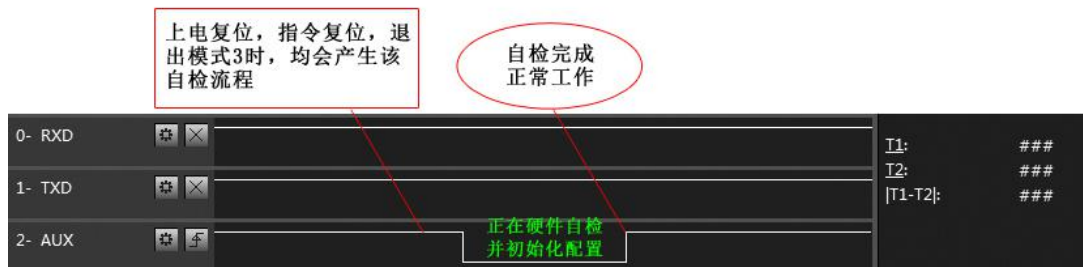 上电复位，指令复位，退
出模式3时，均会产生该
自检流程
自检完成
正常工作
0- RXD
1- TXD
2- AUX
正在硬件自检
并初始化配置
T1: ###
T2: ###
|T1-T2|: ###